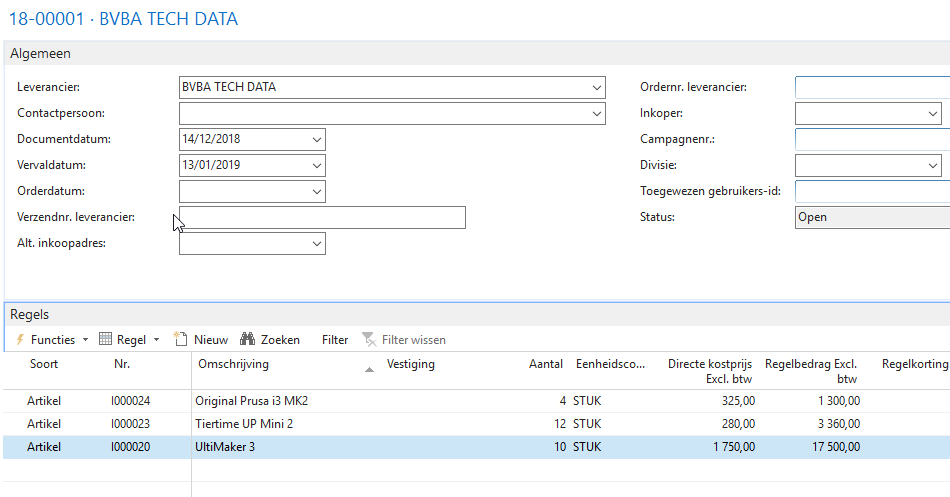 18-00001 · BVBA TECH DATA
Algemeen
Leverancier: BVBA TECH DATA Ordernr. leverancier:
Contactpersoon: Inkoper:
Documentdatum: 14/12/2018 Campagnenr.:
Vervaldatum: 13/01/2019 Divisie:
Orderdatum: Toegewezen gebruikers-id:
Verzendnr. leverancier: Status: Open
Alt. inkoopadres:
Regels
Functies Regel Nieuw Zoeken Filter Filter wissen
Soort Nr. Omschrijving Vestiging Aantal Eenheidsco... Directe kostprijs Regelbedrag Excl. Regelkorting
Excl. btw btw
Artikel I000024 Original Prusa i3 MK2 4 STUK 325,00 1 300,00
Artikel I000023 Tiertime UP Mini 2 12 STUK 280,00 3 360,00
Artikel I000020 UltiMaker 3 10 STUK 1 750,00 17 500,00